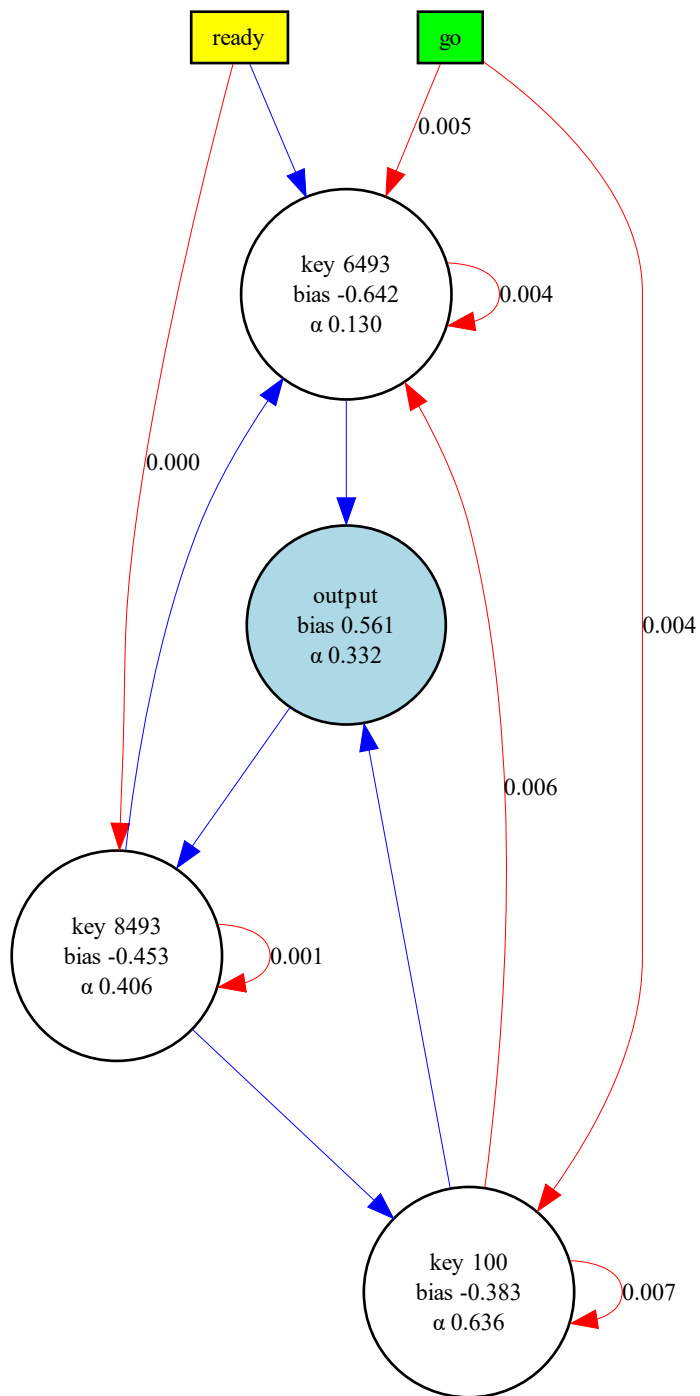 ready
go
0.005
key 6493
bias -0.642
α 0.130
0.004
0.000
output
bias 0.561
α 0.332
0.004
0.006
key 8493
bias -0.453
α 0.406
0.001
key 100
bias -0.383
α 0.636
0.007